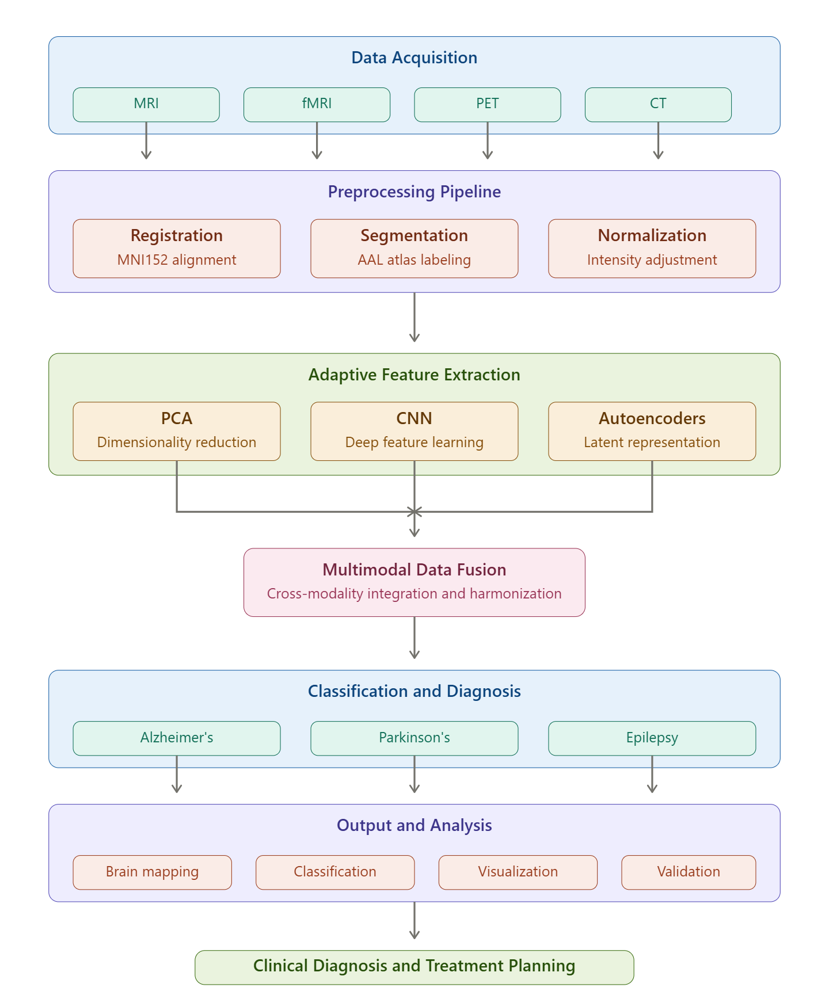 Data Acquisition
MRI
fMRI
PET
CT
Preprocessing Pipeline
Registration
MNI152 alignment
Segmentation
AAL atlas labeling
Normalization
Intensity adjustment
Adaptive Feature Extraction
PCA
Dimensionality reduction
CNN
Deep feature learning
Autoencoders
Latent representation
Multimodal Data Fusion
Cross-modality integration and harmonization
Classification and Diagnosis
Alzheimer's
Parkinson's
Epilepsy
Output and Analysis
Brain mapping
Classification
Visualization
Validation
Clinical Diagnosis and Treatment Planning